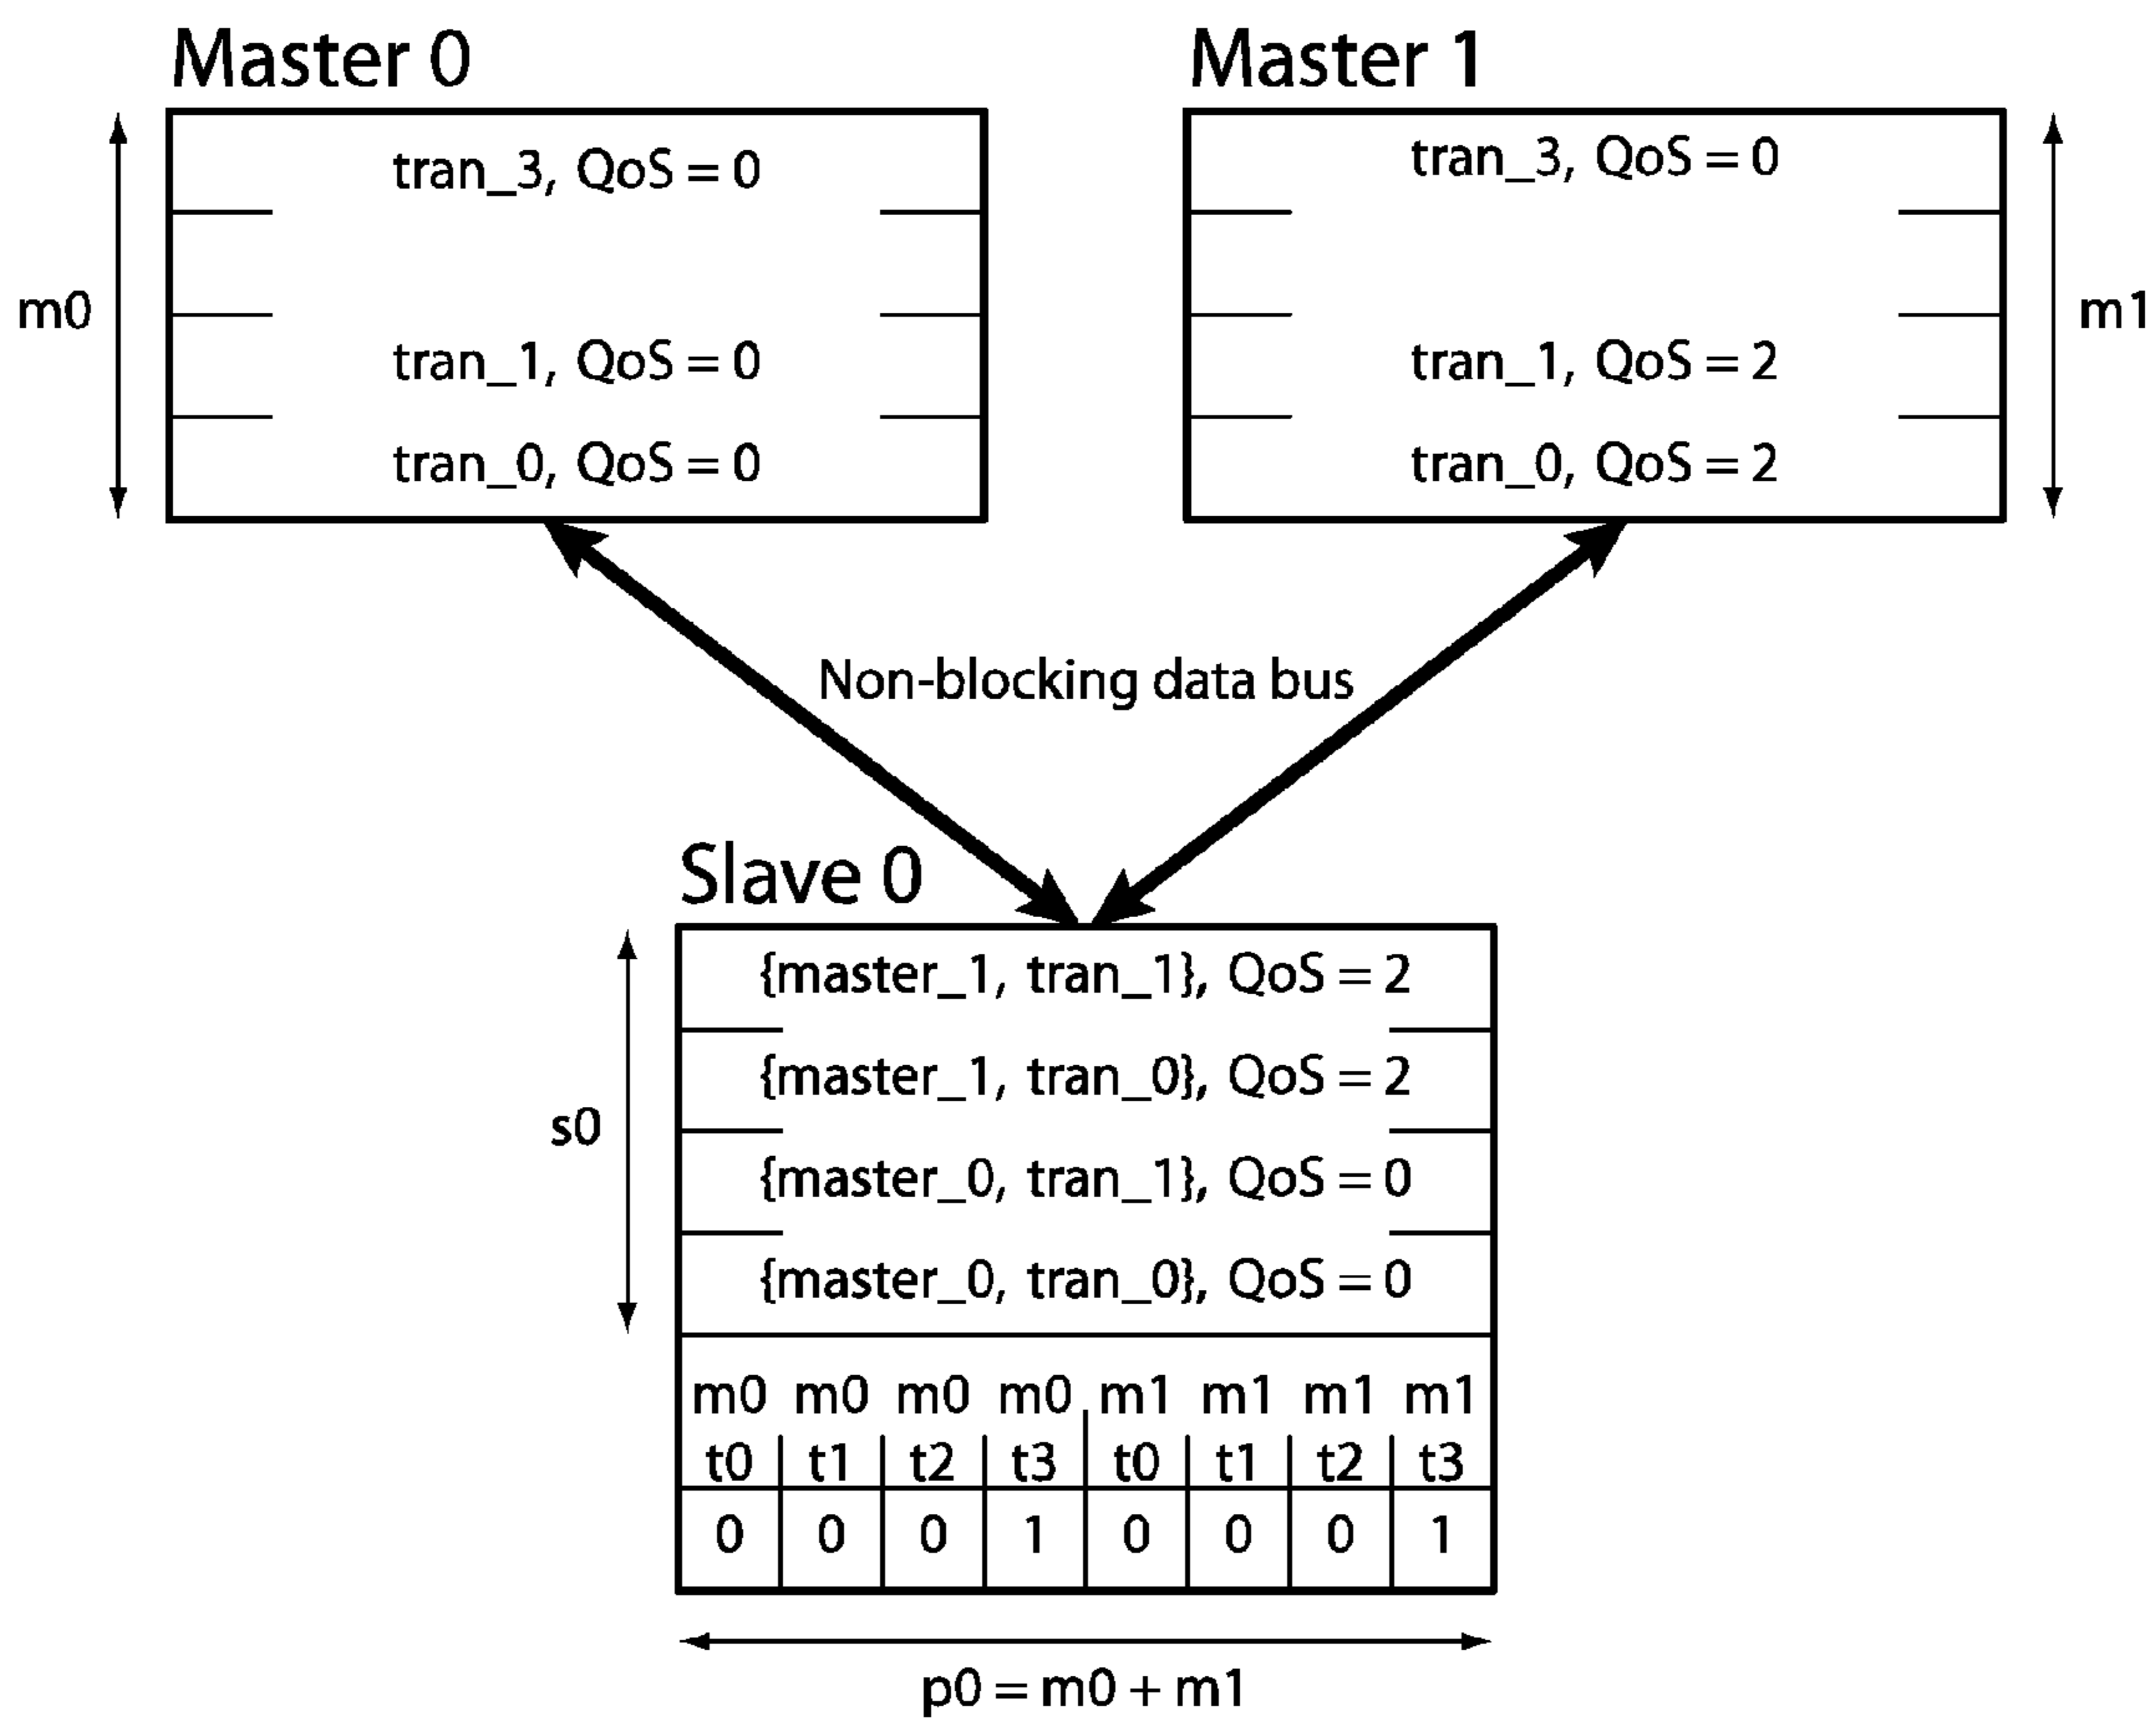 Master 0
Master 1
tran_3, QoS = 0
tran_3, QoS = 0
m0
m1
tran_1, QoS = 0
tran_1, QoS = 2
tran_0, QoS = 0
tran_0, QoS = 2
Non-blocking data bus
Slave 0
{master_1, tran_1}, QoS = 2
{master_1, tran_0}, QoS = 2
s0
{master_0, tran_1}, QoS = 0
{master_0, tran_0}, QoS = 0
m0 m0 m0 m0 m1 m1 m1 m1
t0 t1 t2 t3 t0 t1 t2 t3
0 0 0 1 0 0 0 1
p0 = m0 + m1